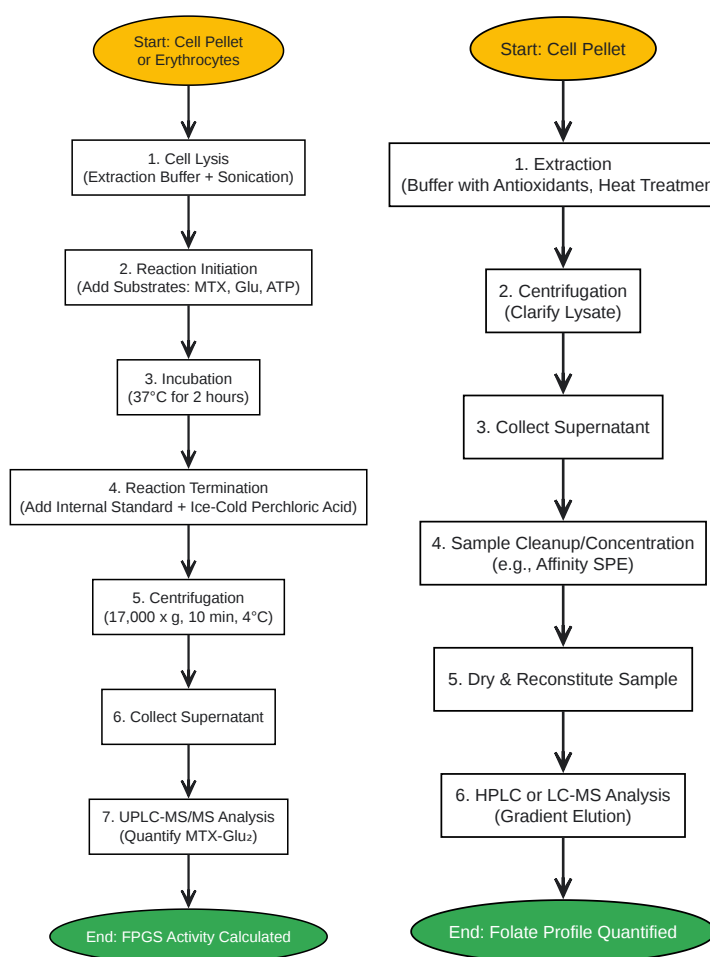 Start: Cell Pellet
or Erythrocytes
1. Cell Lysis
(Extraction Buffer + Sonication)
2. Reaction Initiation
(Add Substrates: MTX, Glu, ATP)
3. Incubation
(37°C for 2 hours)
4. Reaction Termination
(Add Internal Standard + Ice-Cold Perchloric Acid)
5. Centrifugation
(17,000 x g, 10 min, 4°C)
6. Collect Supernatant
7. UPLC-MS/MS Analysis
(Quantify MTX-Glu₂)
End: FPGS Activity Calculated
Start: Cell Pellet
1. Extraction
(Buffer with Antioxidants, Heat Treatmen
2. Centrifugation
(Clarify Lysate)
3. Collect Supernatant
4. Sample Cleanup/Concentration
(e.g., Affinity SPE)
5. Dry & Reconstitute Sample
6. HPLC or LC-MS Analysis
(Gradient Elution)
End: Folate Profile Quantified